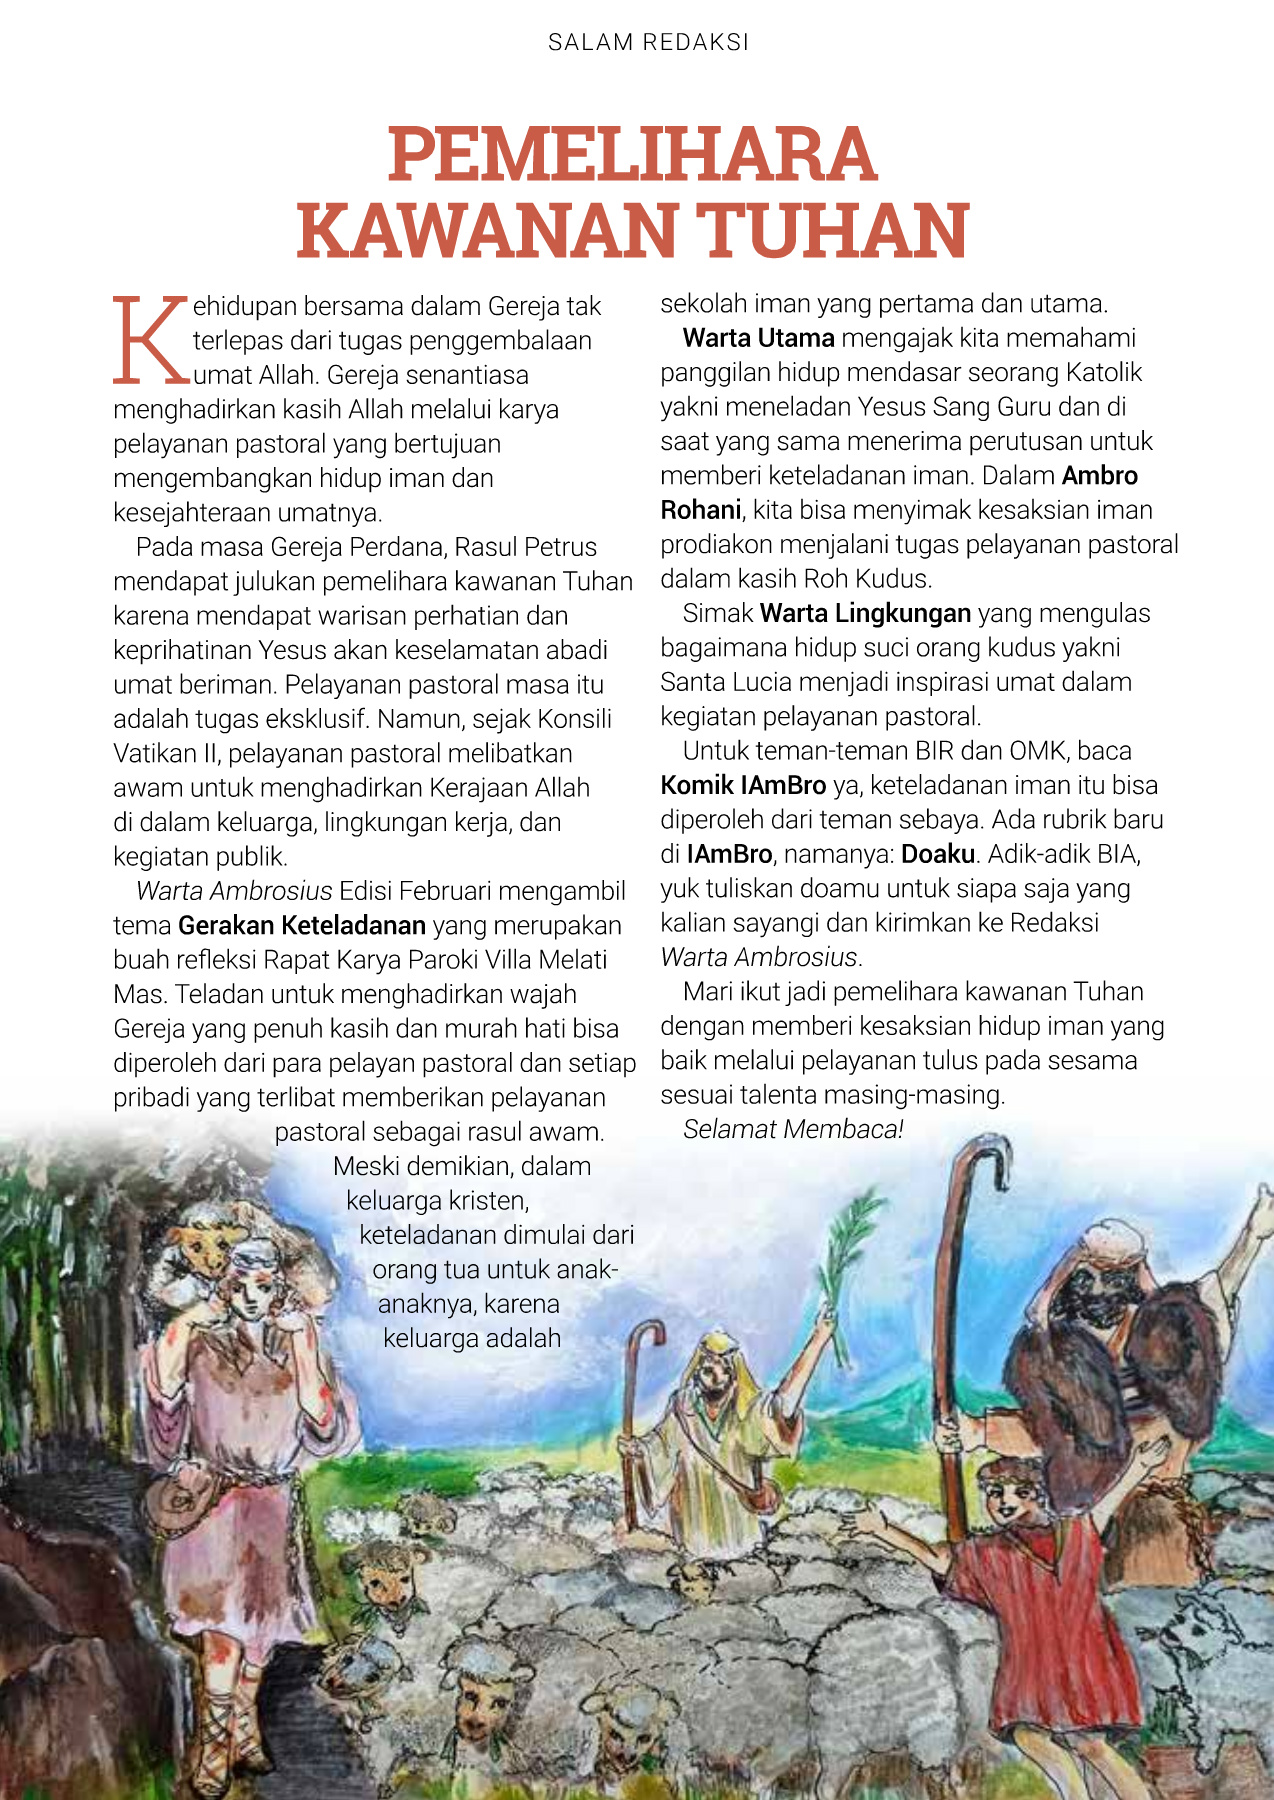 SALAM REDAKSI
PEMELIHARA
KAWANAN TUHAN
Kehidupan bersama dalam Gereja tak
terlepas dari tugas penggembalaan
umat Allah. Gereja senantiasa
menghadirkan kasih Allah melalui karya
pelayanan pastoral yang bertujuan
mengembangkan hidup iman dan
kesejahteraan umatnya.
Pada masa Gereja Perdana, Rasul Petrus
mendapat julukan pemelihara kawanan Tuhan
karena mendapat warisan perhatian dan
keprihatinan Yesus akan keselamatan abadi
umat beriman. Pelayanan pastoral masa itu
adalah tugas eksklusif. Namun, sejak Konsili
Vatikan II, pelayanan pastoral melibatkan
awam untuk menghadirkan Kerajaan Allah
di dalam keluarga, lingkungan kerja, dan
kegiatan publik.
Warta Ambrosius Edisi Februari mengambil
tema Gerakan Keteladanan yang merupakan
buah refleksi Rapat Karya Paroki Villa Melati
Mas. Teladan untuk menghadirkan wajah
Gereja yang penuh kasih dan murah hati bisa
diperoleh dari para pelayan pastoral dan setiap
pribadi yang terlibat memberikan pelayanan
pastoral sebagai rasul awam.
Meski demikian, dalam
keluarga kristen,
keteladanan dimulai dari
orang tua untuk anak-
anaknya, karena
keluarga adalah
sekolah iman yang pertama dan utama.
Warta Utama mengajak kita memahami
panggilan hidup mendasar seorang Katolik
yakni meneladan Yesus Sang Guru dan di
saat yang sama menerima perutusan untuk
memberi keteladanan iman. Dalam Ambro
Rohani, kita bisa menyimak kesaksian iman
prodiakon menjalani tugas pelayanan pastoral
dalam kasih Roh Kudus.
Simak Warta Lingkungan yang mengulas
bagaimana hidup suci orang kudus yakni
Santa Lucia menjadi inspirasi umat dalam
kegiatan pelayanan pastoral.
Untuk teman-teman BIR dan OMK, baca
Komik IAmBro ya, keteladanan iman itu bisa
diperoleh dari teman sebaya. Ada rubrik baru
di IAmBro, namanya: Doaku. Adik-adik BIA,
yuk tuliskan doamu untuk siapa saja yang
kalian sayangi dan kirimkan ke Redaksi
Warta Ambrosius.
Mari ikut jadi pemelihara kawanan Tuhan
dengan memberi kesaksian hidup iman yang
baik melalui pelayanan tulus pada sesama
sesuai talenta masing-masing.
Selamat Membaca!